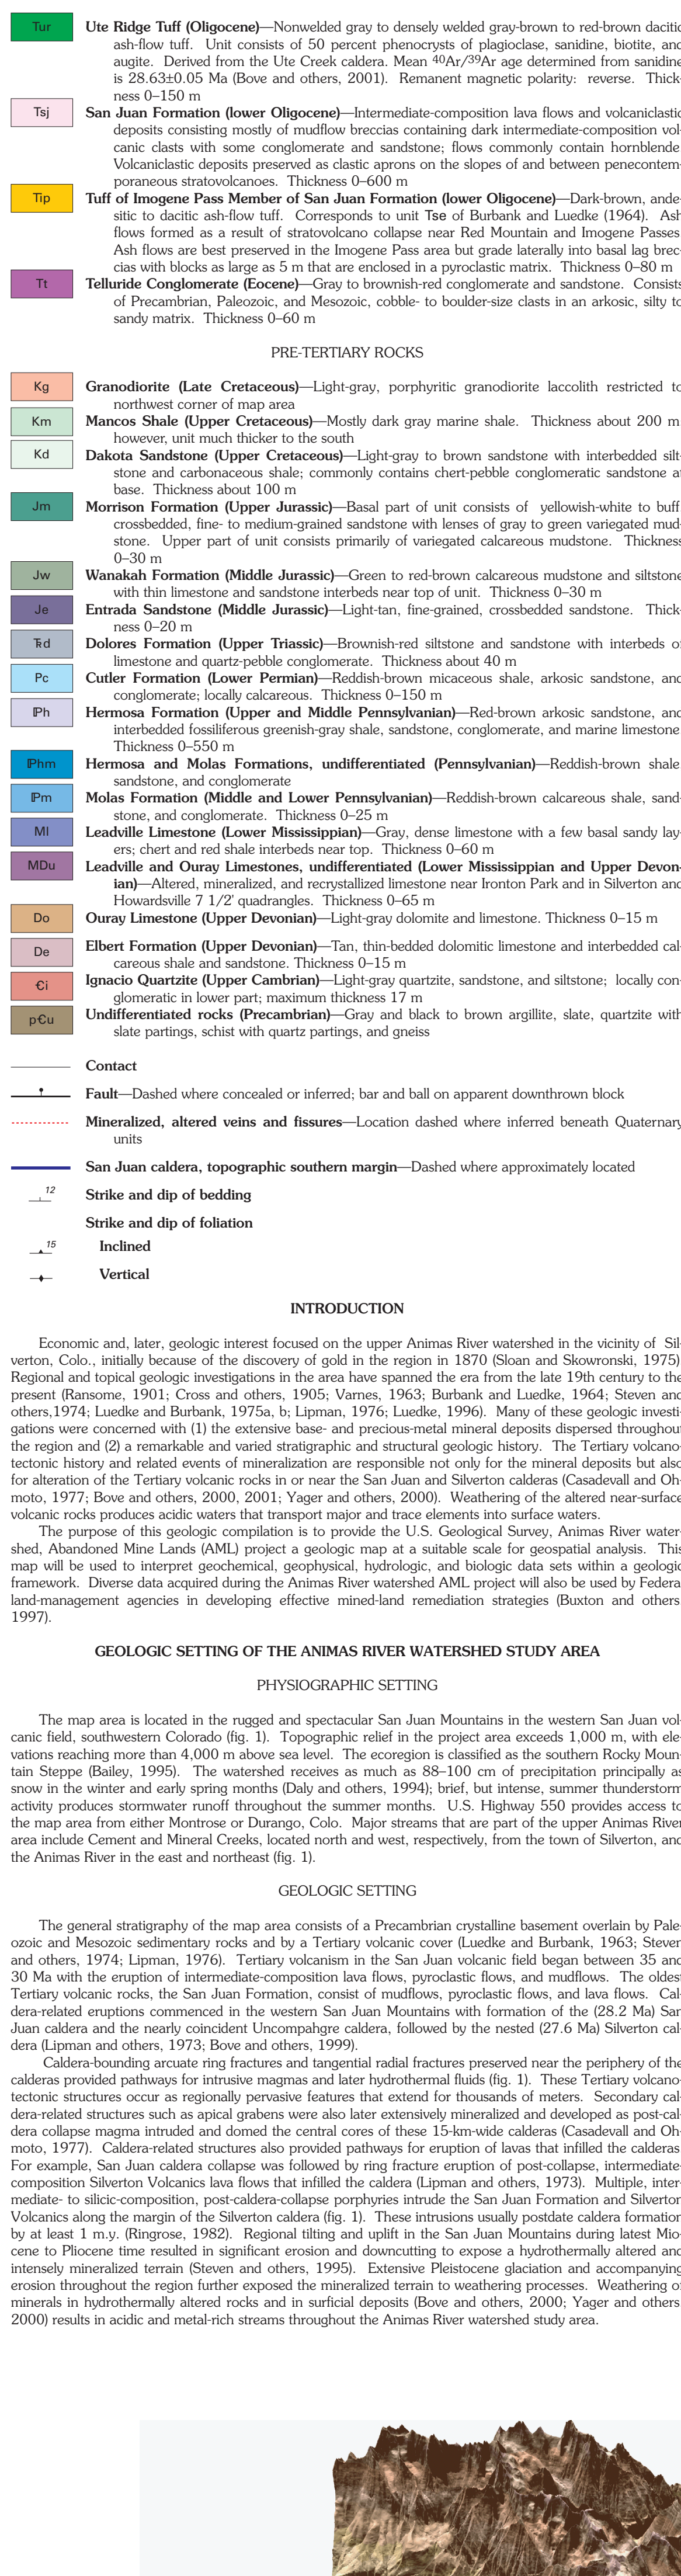 Tur Ute Ridge Tuff (Oligocene)—Nonwelded gray to densely welded gray-brown to red-brown dacitic
ash-flow tuff. Unit consists of 50 percent phenocrysts of plagioclase, sanidine, biotite, and
augite. Derived from the Ute Creek caldera. Mean 40Ar/39Ar age determined from sanidine
is 28.63±0.05 Ma (Bove and others, 2001). Remanent magnetic polarity: reverse. Thick-
ness 0–150 m
Tsj San Juan Formation (lower Oligocene)—Intermediate-composition lava flows and volcaniclastic
deposits consisting mostly of mudflow breccias containing dark intermediate-composition vol-
canic clasts with some conglomerate and sandstone; flows commonly contain hornblende
Volcaniclastic deposits preserved as clastic aprons on the slopes of and between penecontem-
poraneous stratovolcanoes. Thickness 0–600 m
Tip Tuff of Imogene Pass Member of San Juan Formation (lower Oligocene)—Dark-brown, ande-
sitic to dacitic ash-flow tuff. Corresponds to unit Tse of Burbank and Luedke (1964). Ash
flows formed as a result of stratovolcano collapse near Red Mountain and Imogene Passes
Ash flows are best preserved in the Imogene Pass area but grade laterally into basal lag brec-
cias with blocks as large as 5 m that are enclosed in a pyroclastic matrix. Thickness 0–80 m
Tt Telluride Conglomerate (Eocene)—Gray to brownish-red conglomerate and sandstone. Consists
of Precambrian, Paleozoic, and Mesozoic, cobble- to boulder-size clasts in an arkosic, silty to
sandy matrix. Thickness 0–60 m
PRE-TERTIARY ROCKS
Kg Granodiorite (Late Cretaceous)—Light-gray, porphyritic granodiorite laccolith restricted to
northwest corner of map area
Km Mancos Shale (Upper Cretaceous)—Mostly dark gray marine shale. Thickness about 200 m
however, unit much thicker to the south
Kd Dakota Sandstone (Upper Cretaceous)—Light-gray to brown sandstone with interbedded silt-
stone and carbonaceous shale; commonly contains chert-pebble conglomeratic sandstone at
base. Thickness about 100 m
Jm Morrison Formation (Upper Jurassic)—Basal part of unit consists of yellowish-white to buff
crossbedded, fine- to medium-grained sandstone with lenses of gray to green variegated mud-
stone. Upper part of unit consists primarily of variegated calcareous mudstone. Thickness
0–30 m
Jw Wanakah Formation (Middle Jurassic)—Green to red-brown calcareous mudstone and siltstone
with thin limestone and sandstone interbeds near top of unit. Thickness 0–30 m
Je Entrada Sandstone (Middle Jurassic)—Light-tan, fine-grained, crossbedded sandstone. Thick-
ness 0–20 m
Ŧd Dolores Formation (Upper Triassic)—Brownish-red siltstone and sandstone with interbeds of
limestone and quartz-pebble conglomerate. Thickness about 40 m
Pc Cutler Formation (Lower Permian)—Reddish-brown micaceous shale, arkosic sandstone, and
conglomerate; locally calcareous. Thickness 0–150 m
ℙh Hermosa Formation (Upper and Middle Pennsylvanian)—Red-brown arkosic sandstone, and
interbedded fossiliferous greenish-gray shale, sandstone, conglomerate, and marine limestone
Thickness 0–550 m
ℙhm Hermosa and Molas Formations, undifferentiated (Pennsylvanian)—Reddish-brown shale
sandstone, and conglomerate
ℙm Molas Formation (Middle and Lower Pennsylvanian)—Reddish-brown calcareous shale, sand-
stone, and conglomerate. Thickness 0–25 m
Ml Leadville Limestone (Lower Mississippian)—Gray, dense limestone with a few basal sandy lay-
ers; chert and red shale interbeds near top. Thickness 0–60 m
MDu Leadville and Ouray Limestones, undifferentiated (Lower Mississippian and Upper Devon-
ian)—Altered, mineralized, and recrystallized limestone near Ironton Park and in Silverton and
Howardsville 7 1/2' quadrangles. Thickness 0–65 m
Do Ouray Limestone (Upper Devonian)—Light-gray dolomite and limestone. Thickness 0–15 m
De Elbert Formation (Upper Devonian)—Tan, thin-bedded dolomitic limestone and interbedded cal-
careous shale and sandstone. Thickness 0–15 m
Єi Ignacio Quartzite (Upper Cambrian)—Light-gray quartzite, sandstone, and siltstone; locally con-
glomeratic in lower part; maximum thickness 17 m
pЄu Undifferentiated rocks (Precambrian)—Gray and black to brown argillite, slate, quartzite with
slate partings, schist with quartz partings, and gneiss
Contact
Fault—Dashed where concealed or inferred; bar and ball on apparent downthrown block
Mineralized, altered veins and fissures—Location dashed where inferred beneath Quaternary
units
San Juan caldera, topographic southern margin—Dashed where approximately located
12 Strike and dip of bedding
Strike and dip of foliation
15 Inclined
Vertical
INTRODUCTION
Economic and, later, geologic interest focused on the upper Animas River watershed in the vicinity of Sil-
verton, Colo., initially because of the discovery of gold in the region in 1870 (Sloan and Skowronski, 1975)
Regional and topical geologic investigations in the area have spanned the era from the late 19th century to the
present (Ransome, 1901; Cross and others, 1905; Varnes, 1963; Burbank and Luedke, 1964; Steven and
others,1974; Luedke and Burbank, 1975a, b; Lipman, 1976; Luedke, 1996). Many of these geologic investi-
gations were concerned with (1) the extensive base- and precious-metal mineral deposits dispersed throughout
the region and (2) a remarkable and varied stratigraphic and structural geologic history. The Tertiary volcano-
tectonic history and related events of mineralization are responsible not only for the mineral deposits but also
for alteration of the Tertiary volcanic rocks in or near the San Juan and Silverton calderas (Casadevall and Oh-
moto, 1977; Bove and others, 2000, 2001; Yager and others, 2000). Weathering of the altered near-surface
volcanic rocks produces acidic waters that transport major and trace elements into surface waters.
The purpose of this geologic compilation is to provide the U.S. Geological Survey, Animas River water-
shed, Abandoned Mine Lands (AML) project a geologic map at a suitable scale for geospatial analysis. This
map will be used to interpret geochemical, geophysical, hydrologic, and biologic data sets within a geologic
framework. Diverse data acquired during the Animas River watershed AML project will also be used by Federa
land-management agencies in developing effective mined-land remediation strategies (Buxton and others
1997).
GEOLOGIC SETTING OF THE ANIMAS RIVER WATERSHED STUDY AREA
PHYSIOGRAPHIC SETTING
The map area is located in the rugged and spectacular San Juan Mountains in the western San Juan vol-
canic field, southwestern Colorado (fig. 1). Topographic relief in the project area exceeds 1,000 m, with ele-
vations reaching more than 4,000 m above sea level. The ecoregion is classified as the southern Rocky Moun-
tain Steppe (Bailey, 1995). The watershed receives as much as 88–100 cm of precipitation principally as
snow in the winter and early spring months (Daly and others, 1994); brief, but intense, summer thunderstorm
activity produces stormwater runoff throughout the summer months. U.S. Highway 550 provides access to
the map area from either Montrose or Durango, Colo. Major streams that are part of the upper Animas River
area include Cement and Mineral Creeks, located north and west, respectively, from the town of Silverton, and
the Animas River in the east and northeast (fig. 1).
GEOLOGIC SETTING
The general stratigraphy of the map area consists of a Precambrian crystalline basement overlain by Pale-
ozoic and Mesozoic sedimentary rocks and by a Tertiary volcanic cover (Luedke and Burbank, 1963; Steven
and others, 1974; Lipman, 1976). Tertiary volcanism in the San Juan volcanic field began between 35 and
30 Ma with the eruption of intermediate-composition lava flows, pyroclastic flows, and mudflows. The oldest
Tertiary volcanic rocks, the San Juan Formation, consist of mudflows, pyroclastic flows, and lava flows. Cal-
dera-related eruptions commenced in the western San Juan Mountains with formation of the (28.2 Ma) San
Juan caldera and the nearly coincident Uncompahgre caldera, followed by the nested (27.6 Ma) Silverton cal-
dera (Lipman and others, 1973; Bove and others, 1999).
Caldera-bounding arcuate ring fractures and tangential radial fractures preserved near the periphery of the
calderas provided pathways for intrusive magmas and later hydrothermal fluids (fig. 1). These Tertiary volcano-
tectonic structures occur as regionally pervasive features that extend for thousands of meters. Secondary cal-
dera-related structures such as apical grabens were also later extensively mineralized and developed as post-cal-
dera collapse magma intruded and domed the central cores of these 15-km-wide calderas (Casadevall and Oh-
moto, 1977). Caldera-related structures also provided pathways for eruption of lavas that infilled the calderas
For example, San Juan caldera collapse was followed by ring fracture eruption of post-collapse, intermediate-
composition Silverton Volcanics lava flows that infilled the caldera (Lipman and others, 1973). Multiple, inter-
mediate- to silicic-composition, post-caldera-collapse porphyries intrude the San Juan Formation and Silverton
Volcanics along the margin of the Silverton caldera (fig. 1). These intrusions usually postdate caldera formation
by at least 1 m.y. (Ringrose, 1982). Regional tilting and uplift in the San Juan Mountains during latest Mio-
cene to Pliocene time resulted in significant erosion and downcutting to expose a hydrothermally altered and
intensely mineralized terrain (Steven and others, 1995). Extensive Pleistocene glaciation and accompanying
erosion throughout the region further exposed the mineralized terrain to weathering processes. Weathering of
minerals in hydrothermally altered rocks and in surficial deposits (Bove and others, 2000; Yager and others
2000) results in acidic and metal-rich streams throughout the Animas River watershed study area.